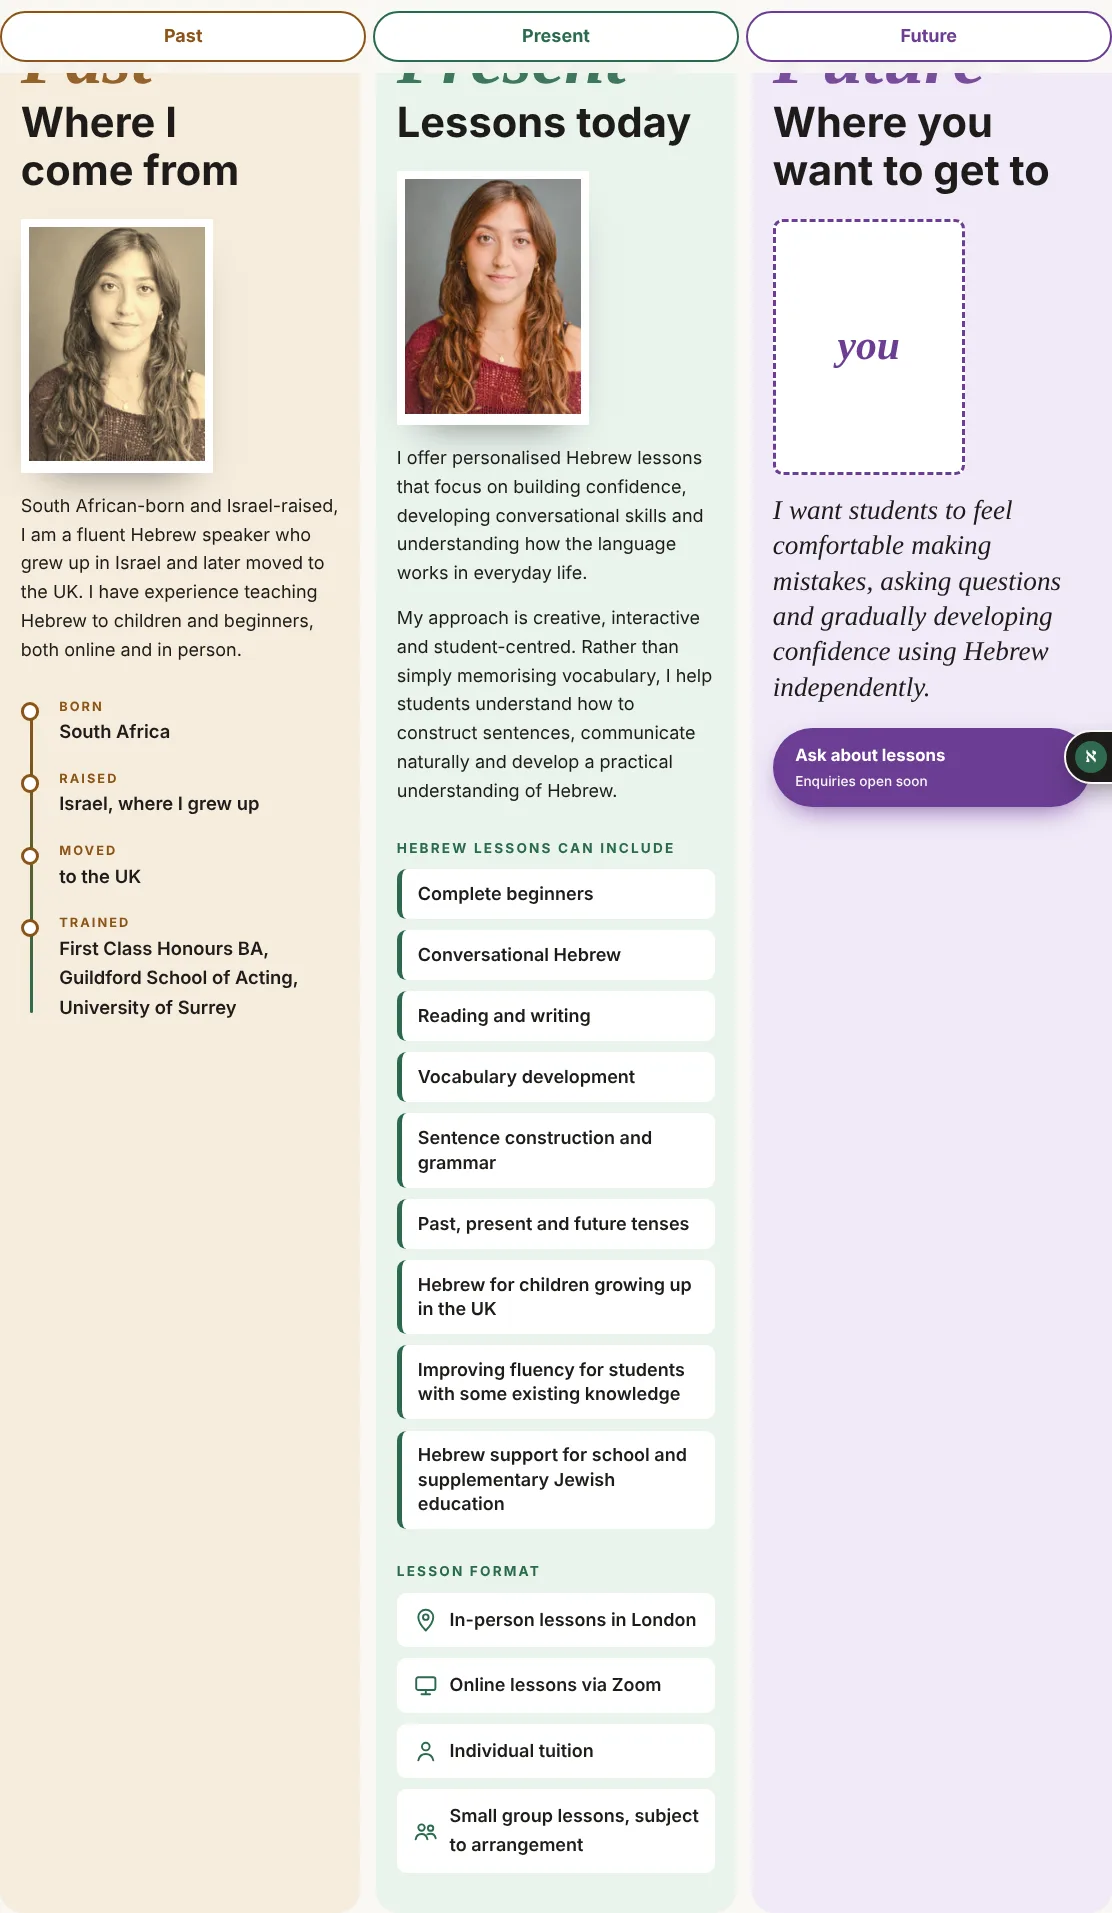 Past
Present
Future
Past
Where I
come from
South African-born and Israel-raised,
I am a fluent Hebrew speaker who
grew up in Israel and later moved to
the UK. I have experience teaching
Hebrew to children and beginners,
both online and in person.
BORN
South Africa
RAISED
Israel, where I grew up
MOVED
to the UK
TRAINED
First Class Honours BA,
Guildford School of Acting,
University of Surrey
Present
Lessons today
I offer personalised Hebrew lessons
that focus on building confidence,
developing conversational skills and
understanding how the language
works in everyday life.
My approach is creative, interactive
and student-centred. Rather than
simply memorising vocabulary, I help
students understand how to
construct sentences, communicate
naturally and develop a practical
understanding of Hebrew.
HEBREW LESSONS CAN INCLUDE
Complete beginners
Conversational Hebrew
Reading and writing
Vocabulary development
Sentence construction and
grammar
Past, present and future tenses
Hebrew for children growing up
in the UK
Improving fluency for students
with some existing knowledge
Hebrew support for school and
supplementary Jewish
education
LESSON FORMAT
In-person lessons in London
Online lessons via Zoom
Individual tuition
Small group lessons, subject
to arrangement
Future
Where you
want to get to
you
I want students to feel
comfortable making
mistakes, asking questions
and gradually developing
confidence using Hebrew
independently.
Ask about lessons
Enquiries open soon
א